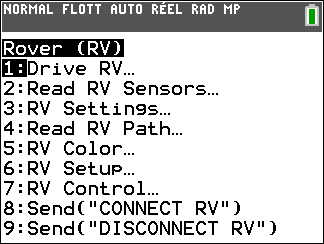 NORMAL FLOTT AUTO RÉEL RAD MP
Rover (RV)
1:Drive RV…
2:Read RV Sensors…
3:RV Settings…
4:Read RV Path…
5:RV Color…
6:RV Setup…
7:RV Control…
8:Send("CONNECT RV")
9:Send("DISCONNECT RV")